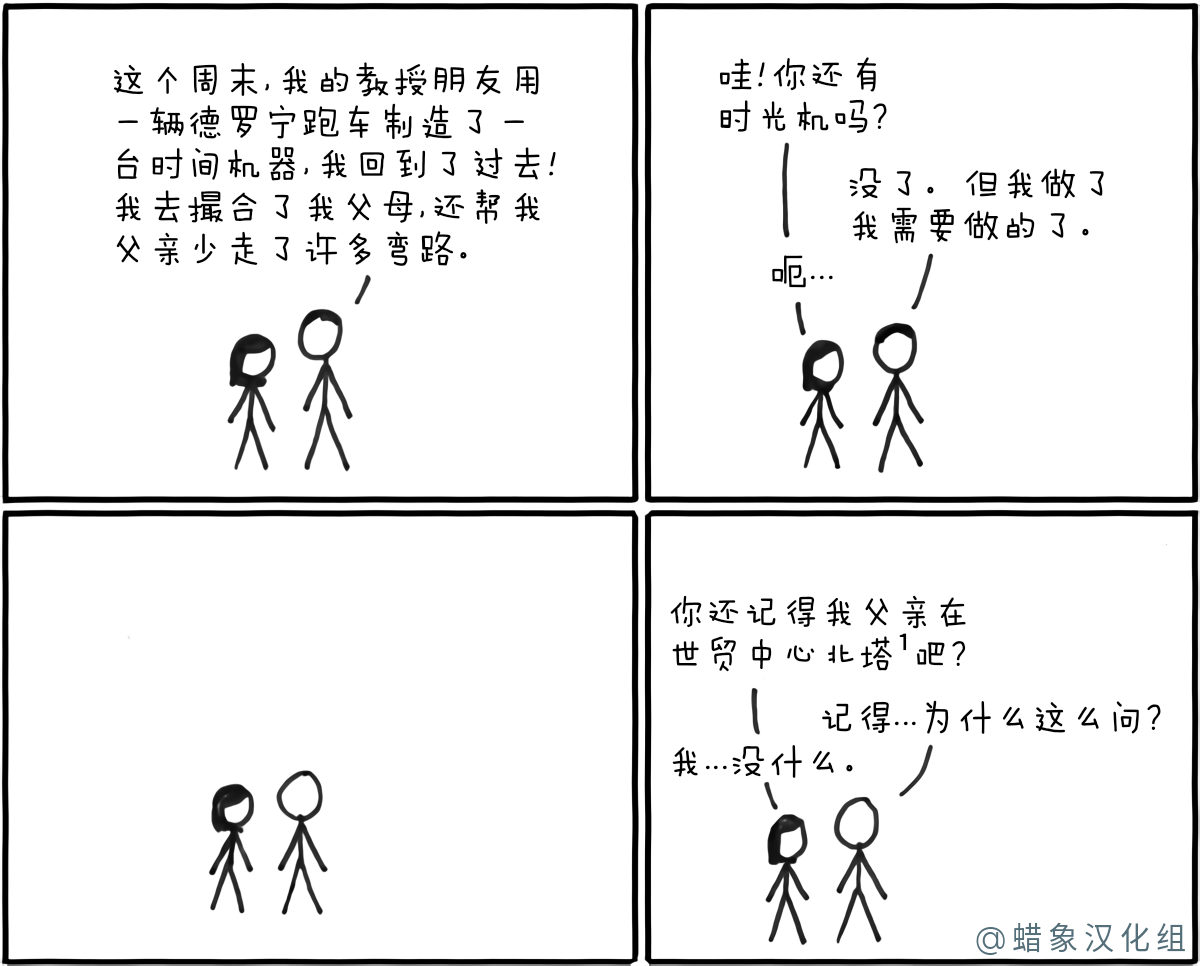 这个周末,我的教授朋友用
一辆德罗宁跑车制造了一
台时间机器,我回到了过去!
我去撮合了我父母,还帮我
父亲少走了许多弯路。
哇!你还有
时光机吗?
没了。但我做了
我需要做的了。
呃...
你还记得我父亲在
世贸中心北塔¹吧?
记得...为什么这么问?
我...没什么。
@蜡象汉化组